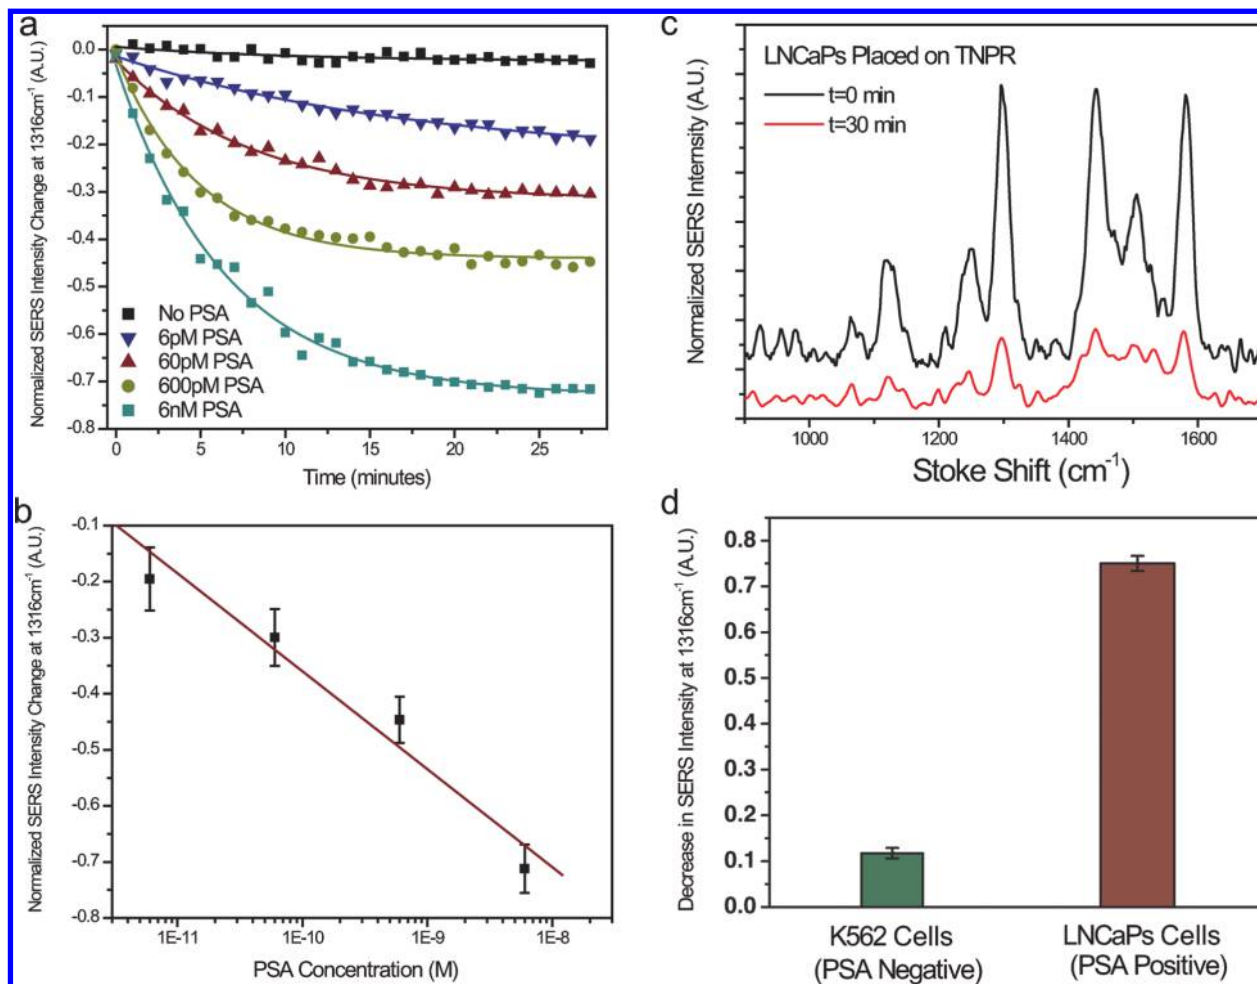 a
Normalized SERS Intensity Change at 1316cm⁻¹ (A.U.)
0.0
-0.1
-0.2
-0.3
-0.4
-0.5
-0.6
-0.7
-0.8
No PSA
6pM PSA
60pM PSA
600pM PSA
6nM PSA
0 5 10 15 20 25
Time (minutes)
b
Normalized SERS Intensity Change at 1316cm⁻¹ (A.U.)
-0.1
-0.2
-0.3
-0.4
-0.5
-0.6
-0.7
-0.8
1E-11 1E-10 1E-9 1E-8
PSA Concentration (M)
c
Normalized SERS Intensity (A.U.)
LNCaPs Placed on TNPR
t=0 min
t=30 min
1000 1200 1400 1600
Stoke Shift (cm⁻¹)
d
Decrease in SERS Intensity at 1316cm⁻¹ (A.U.)
0.8
0.7
0.6
0.5
0.4
0.3
0.2
0.1
0.0
K562 Cells
(PSA Negative)
LNCaPs Cells
(PSA Positive)